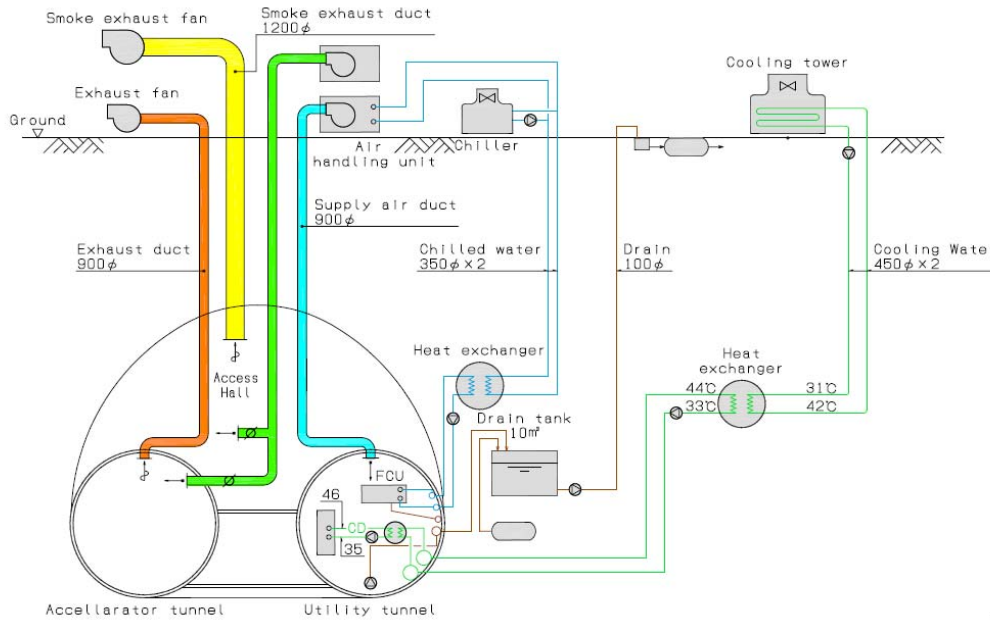 Smoke exhaust fan
Smoke exhaust duct
1200φ
Exhaust fan
Ground
Air
handling unit
Chiller
Cooling tower
Supply air duct
900φ
Exhaust duct
900φ
Chilled water
350φ×2
Drain
100φ
Cooling Wate
450φ×2
Access
Hall
Heat exchanger
Heat
exchanger
44℃
31℃
33℃
42℃
Drain tank
10m³
FCU
46
CD
35
Accellarator tunnel
Utility tunnel